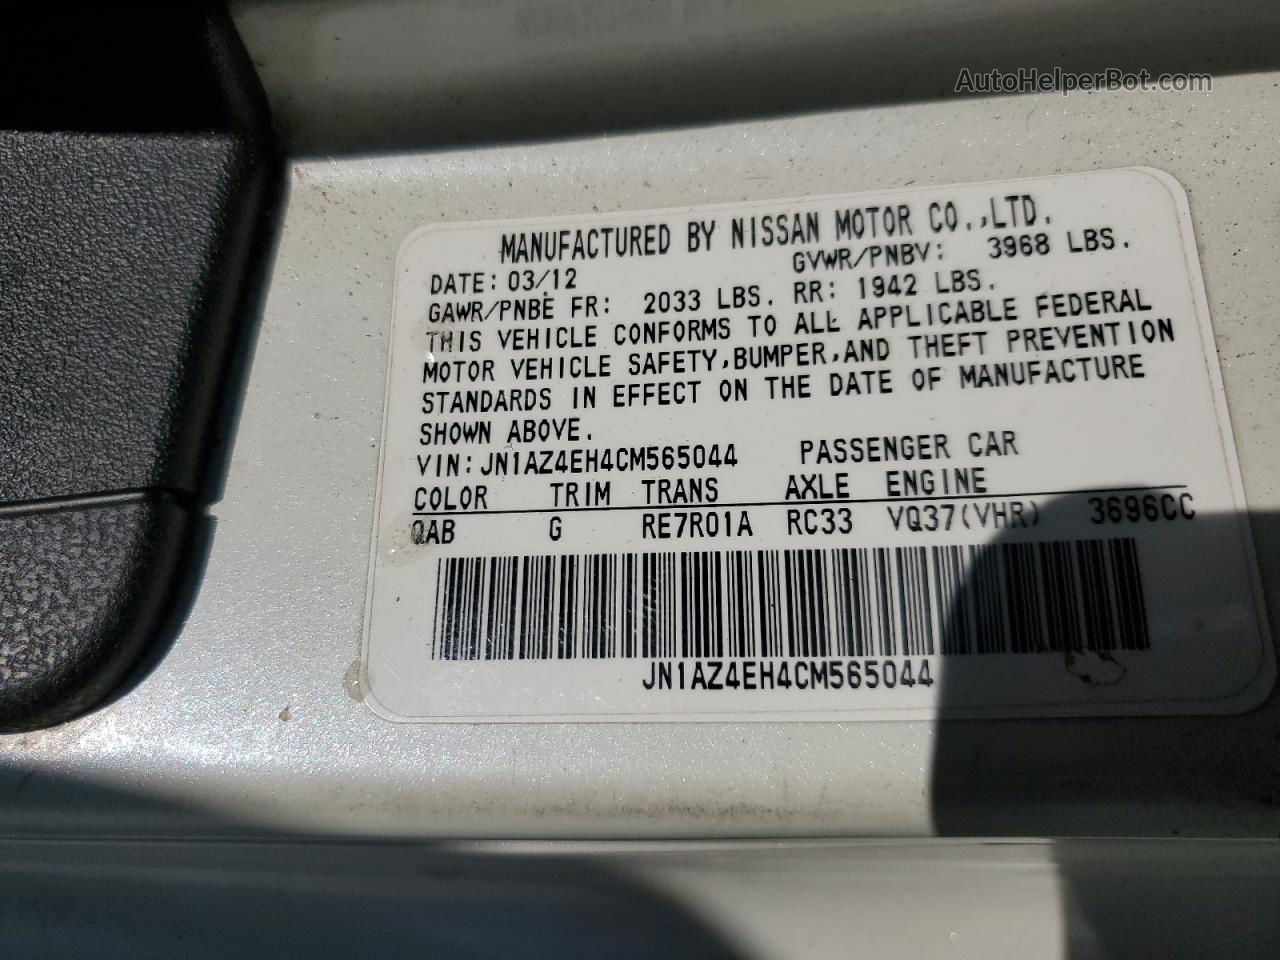 AutoHelperBot.com
MANUFACTURED BY NISSAN MOTOR CO.,LTD.
DATE: 03/12 GVWR/PNBV: 3968 LBS.
GAWR/PNBE FR: 2033 LBS. RR: 1942 LBS.
THIS VEHICLE CONFORMS TO ALL APPLICABLE FEDERAL
MOTOR VEHICLE SAFETY,BUMPER,AND THEFT PREVENTION
STANDARDS IN EFFECT ON THE DATE OF MANUFACTURE
SHOWN ABOVE.
VIN:JN1AZ4EH4CM565044 PASSENGER CAR
COLOR TRIM TRANS AXLE ENGINE
QAB G RE7R01A RC33 VQ37(VHR) 3696CC
JN1AZ4EH4CM565044